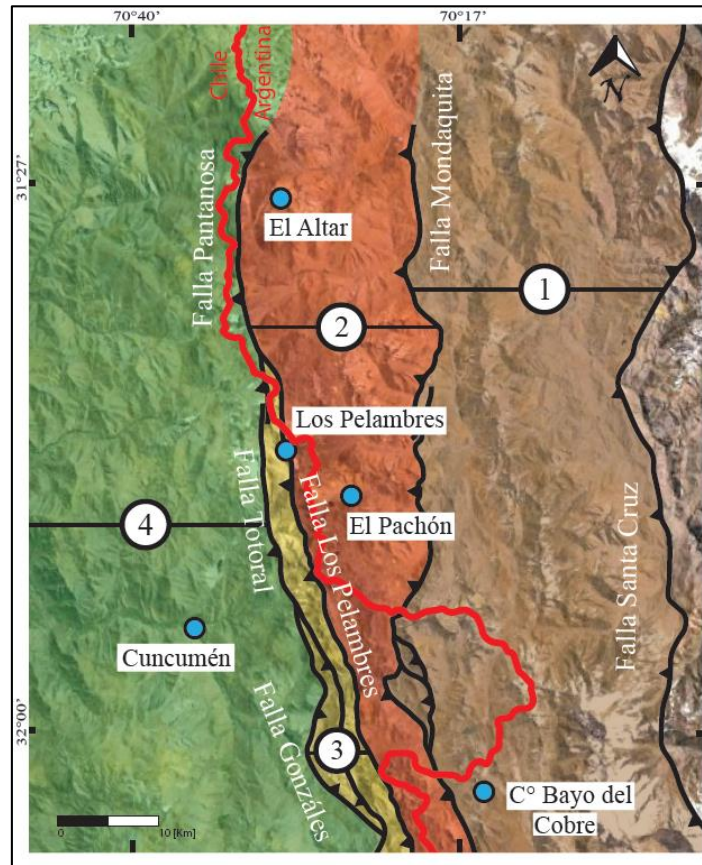 70°40' 70°17'
Chile
Argentina
N
31°27'
Falla Pantanosa
Falla Mondaquita
El Altar
1
2
Los Pelambres
Falla Totoral
Falla Los Pelambres
El Pachón
4
Falla Santa Cruz
Cuncumén
32°00'
Falla Gonzáles
3
C° Bayo del
Cobre
0 10 [Km]